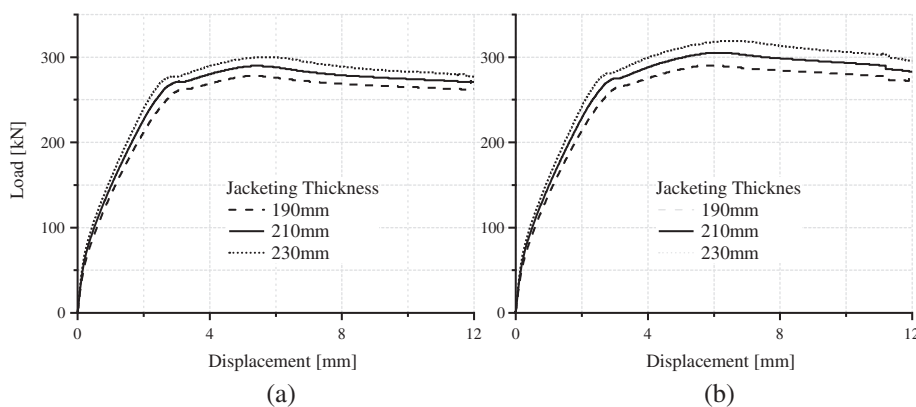 300
200
100
0
Load [kN]
Jacketing Thickness
190mm
210mm
230mm
0
4
8
12
Displacement [mm]
(a)
300
200
100
0
Jacketing Thicknes
190mm
210mm
230mm
0
4
8
12
Displacement [mm]
(b)